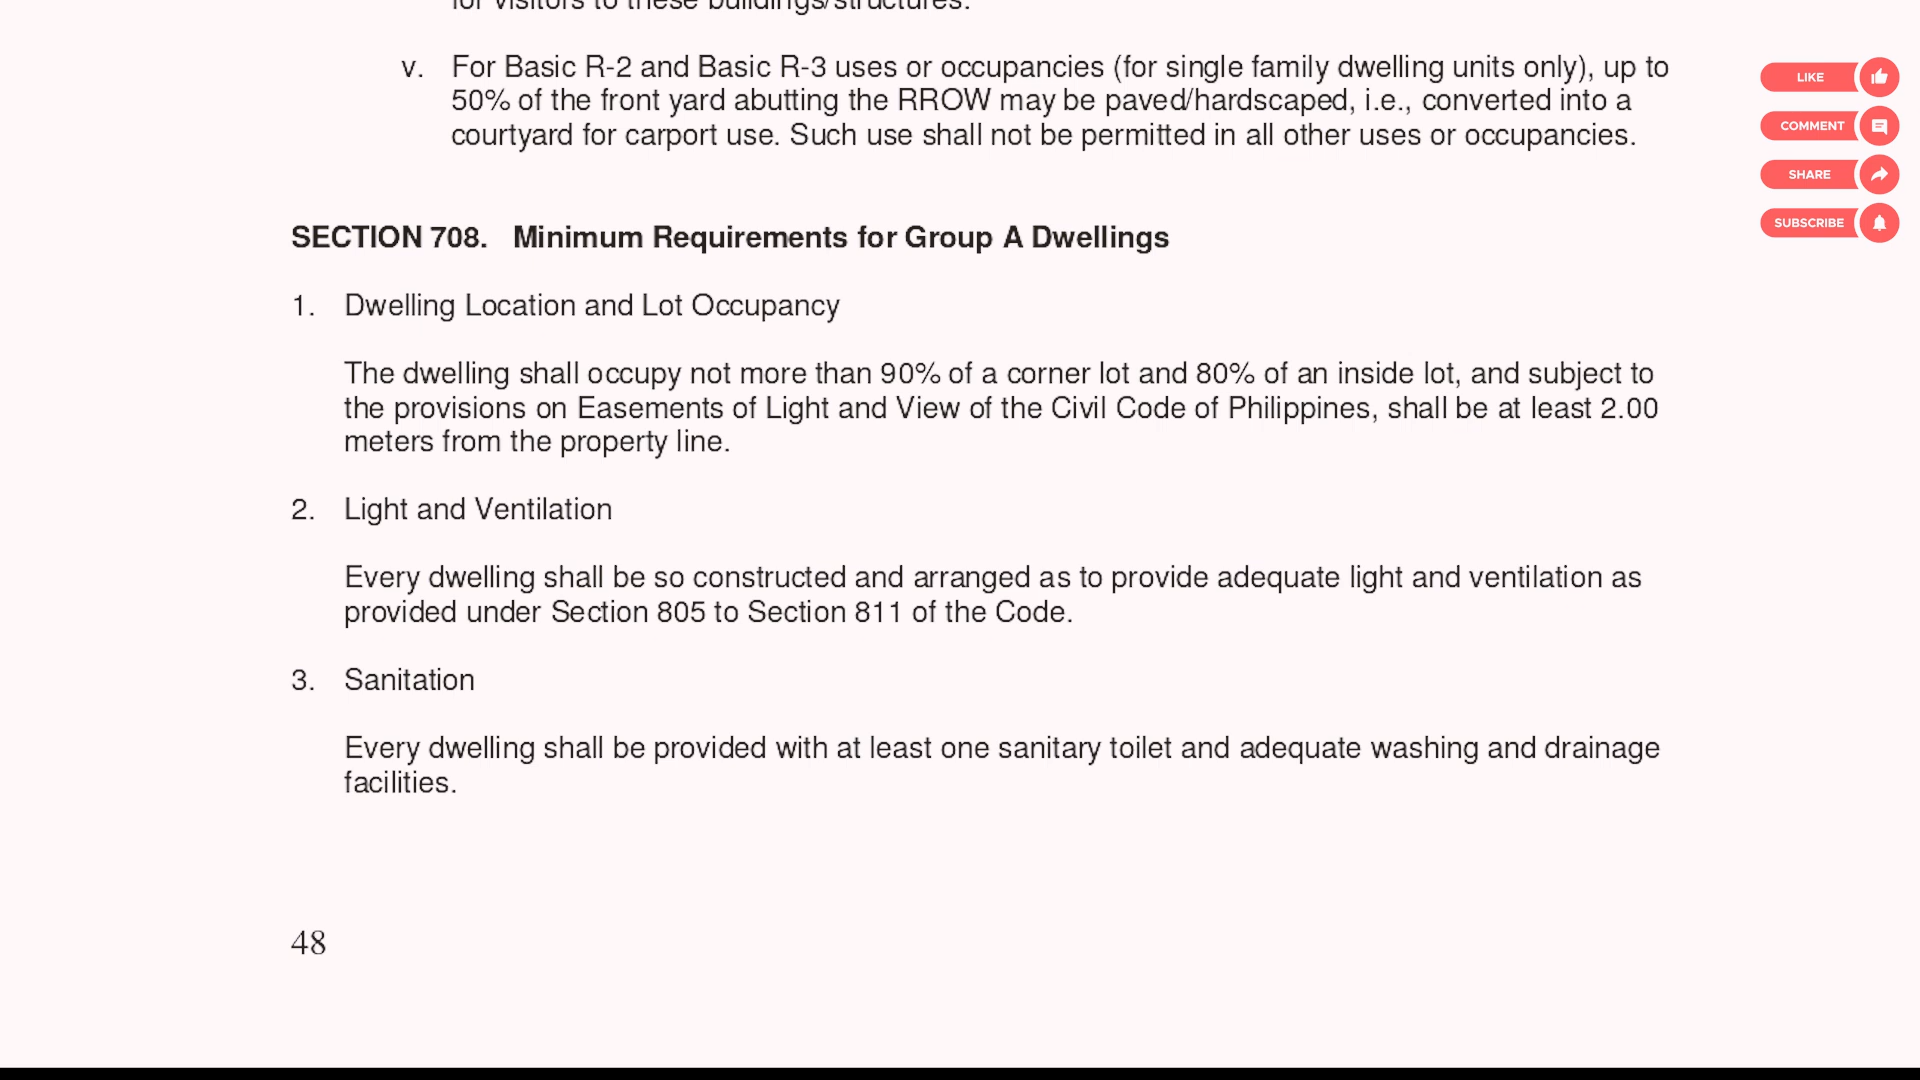 for visitors to these buildings/structures.
v. For Basic R-2 and Basic R-3 uses or occupancies (for single family dwelling units only), up to
50% of the front yard abutting the RROW may be paved/hardscaped, i.e., converted into a
courtyard for carport use. Such use shall not be permitted in all other uses or occupancies.
LIKE
COMMENT
SHARE
SUBSCRIBE
SECTION 708. Minimum Requirements for Group A Dwellings
1. Dwelling Location and Lot Occupancy
The dwelling shall occupy not more than 90% of a corner lot and 80% of an inside lot, and subject to
the provisions on Easements of Light and View of the Civil Code of Philippines, shall be at least 2.00
meters from the property line.
2. Light and Ventilation
Every dwelling shall be so constructed and arranged as to provide adequate light and ventilation as
provided under Section 805 to Section 811 of the Code.
3. Sanitation
Every dwelling shall be provided with at least one sanitary toilet and adequate washing and drainage
facilities.
48